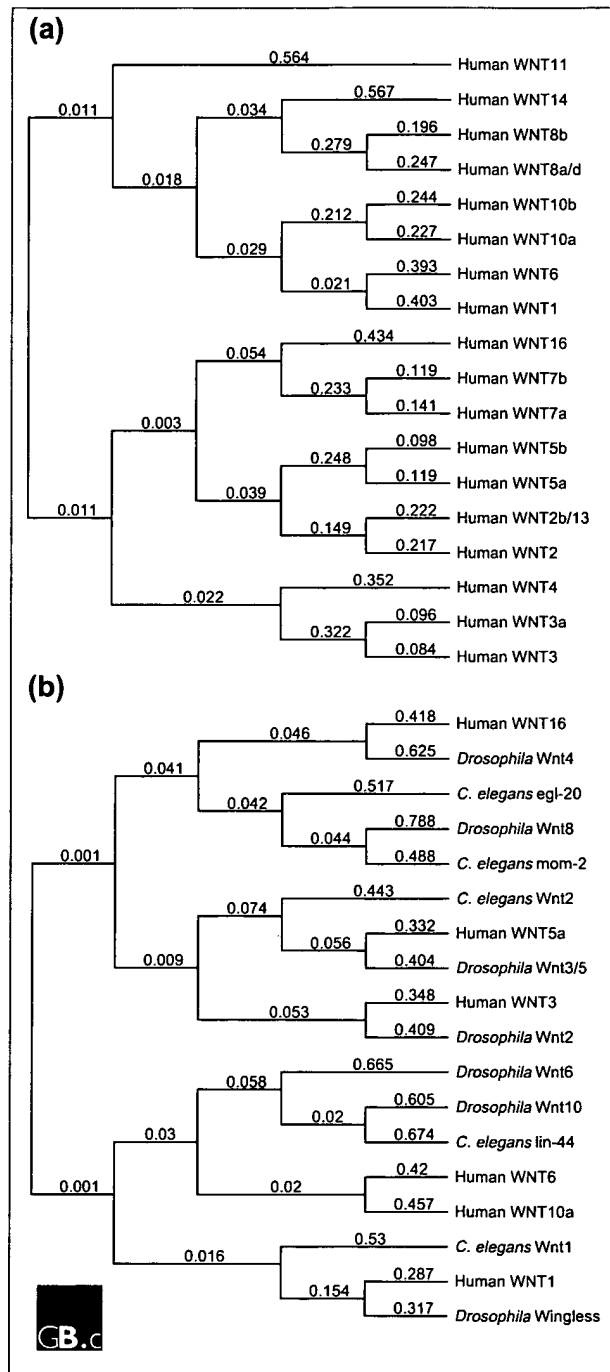 (a)
0.564
Human WNT11
0.011
0.034
0.567
Human WNT14
0.196
Human WNT8b
0.279
0.247
Human WNT8a/d
0.018
0.244
Human WNT10b
0.212
0.227
Human WNT10a
0.029
0.393
Human WNT6
0.021
0.403
Human WNT1
0.434
Human WNT16
0.054
0.119
Human WNT7b
0.233
0.141
Human WNT7a
0.003
0.098
Human WNT5b
0.248
0.119
Human WNT5a
0.039
0.011
0.222
Human WNT2b/13
0.149
0.217
Human WNT2
0.352
Human WNT4
0.022
0.096
Human WNT3a
0.322
0.084
Human WNT3
(b)
0.418
Human WNT16
0.046
0.625
Drosophila Wnt4
0.041
0.517
C. elegans egl-20
0.042
0.788
Drosophila Wnt8
0.044
0.488
C. elegans mom-2
0.001
0.443
C. elegans Wnt2
0.074
0.332
Human WNT5a
0.056
0.404
Drosophila Wnt3/5
0.009
0.348
Human WNT3
0.053
0.409
Drosophila Wnt2
0.665
Drosophila Wnt6
0.058
0.605
Drosophila Wnt10
0.02
0.674
C. elegans lin-44
0.03
0.42
Human WNT6
0.02
0.457
Human WNT10a
0.001
0.53
C. elegans Wnt1
0.016
0.287
Human WNT1
0.154
0.317
Drosophila Wingless
GB.c